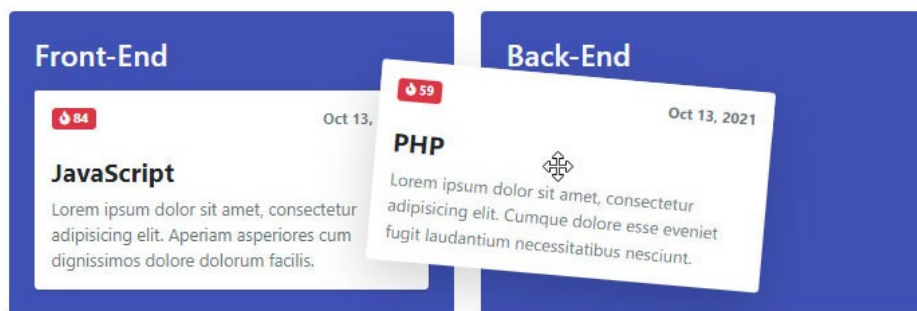 Front-End
84
Oct 13,
JavaScript
Lorem ipsum dolor sit amet, consectetur
adipisicing elit. Aperiam asperiores cum
dignissimos dolore dolorum facilis.
Back-End
59
Oct 13, 2021
PHP
Lorem ipsum dolor sit amet, consectetur
adipisicing elit. Cumque dolore esse eveniet
fugit laudantium necessitatibus nesciunt.